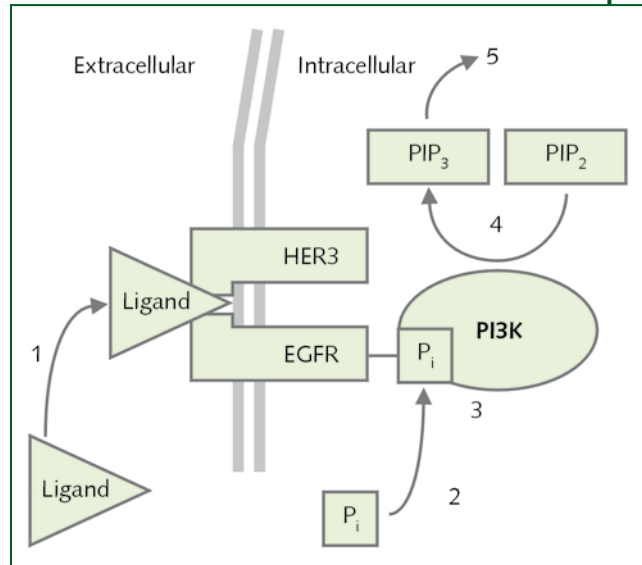 Extracellular
Intracellular
5
PIP₃
PIP₂
4
HER3
Ligand
1
EGFR
Pᵢ
PI3K
3
Ligand
2
Pᵢ